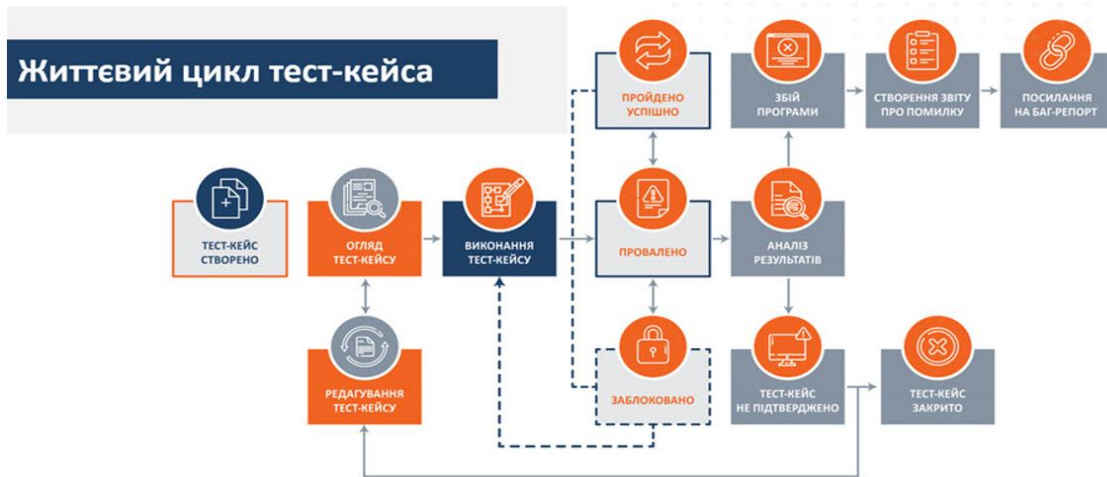 Життєвий цикл тест-кейса
ПРОЙДЕНО
УСПІШНО
ЗБІЙ
ПРОГРАМИ
СТВОРЕННЯ ЗВІТУ
ПРО ПОМИЛКУ
ПОСИЛАННЯ
НА БАГ-РЕПОРТ
ТЕСТ-КЕЙС
СТВОРЕНО
ОГЛЯД
ТЕСТ-КЕЙСУ
ВИКОНАННЯ
ТЕСТ-КЕЙСУ
ПРОВАЛЕНО
АНАЛІЗ
РЕЗУЛЬТАТІВ
РЕДАГУВАННЯ
ТЕСТ-КЕЙСУ
ЗАБЛОКОВАНО
ТЕСТ-КЕЙС
НЕ ПІДТВЕРДЖЕНО
ТЕСТ-КЕЙС
ЗАКРИТО